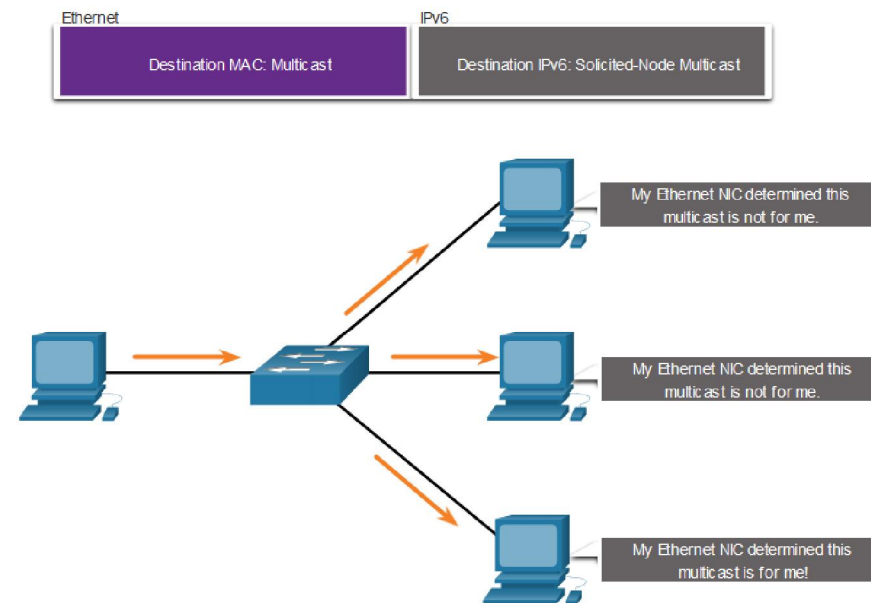 Ethernet
IPv6
Destination MAC: Multicast
Destination IPv6: Solicited-Node Multicast
My Ethernet NIC determined this
multicast is not for me.
My Ethernet NIC determined this
multicast is not for me.
My Ethernet NIC determined this
multicast is for me!